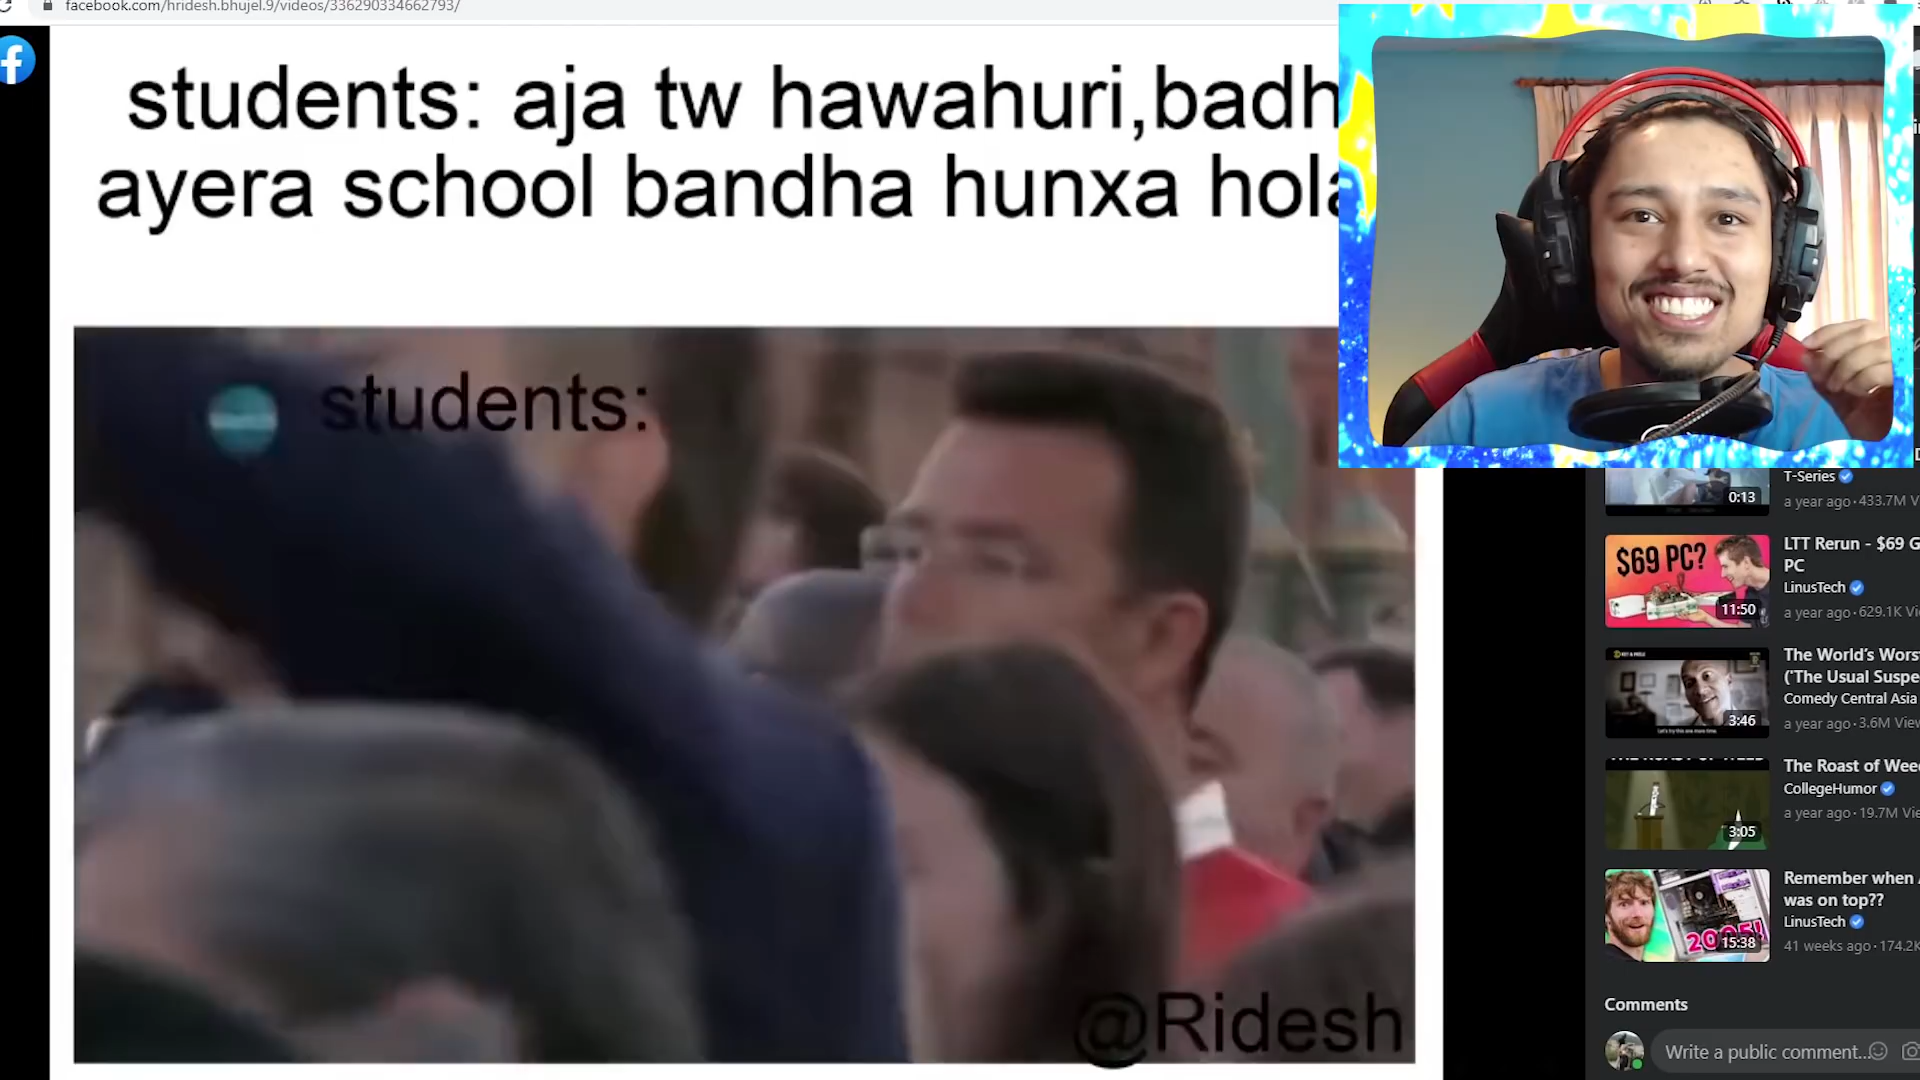 facebook.com/hridesh.bhujel.9/videos/336290334662793/
students: aja tw hawahuri,badh
ayera school bandha hunxa hola
students:
@Ridesh
T-Series
0:13
a year ago · 433.7M V
$69 PC?
11:50
LTT Rerun - $69 G
PC
LinusTech
a year ago · 629.1K Vi
3:46
The World's Wors
('The Usual Suspe
Comedy Central Asia
a year ago · 3.6M View
3:05
The Roast of Wee
CollegeHumor
a year ago · 19.7M Vie
2005!
15:38
Remember when
was on top??
LinusTech
41 weeks ago · 174.2K
Comments
Write a public comment...